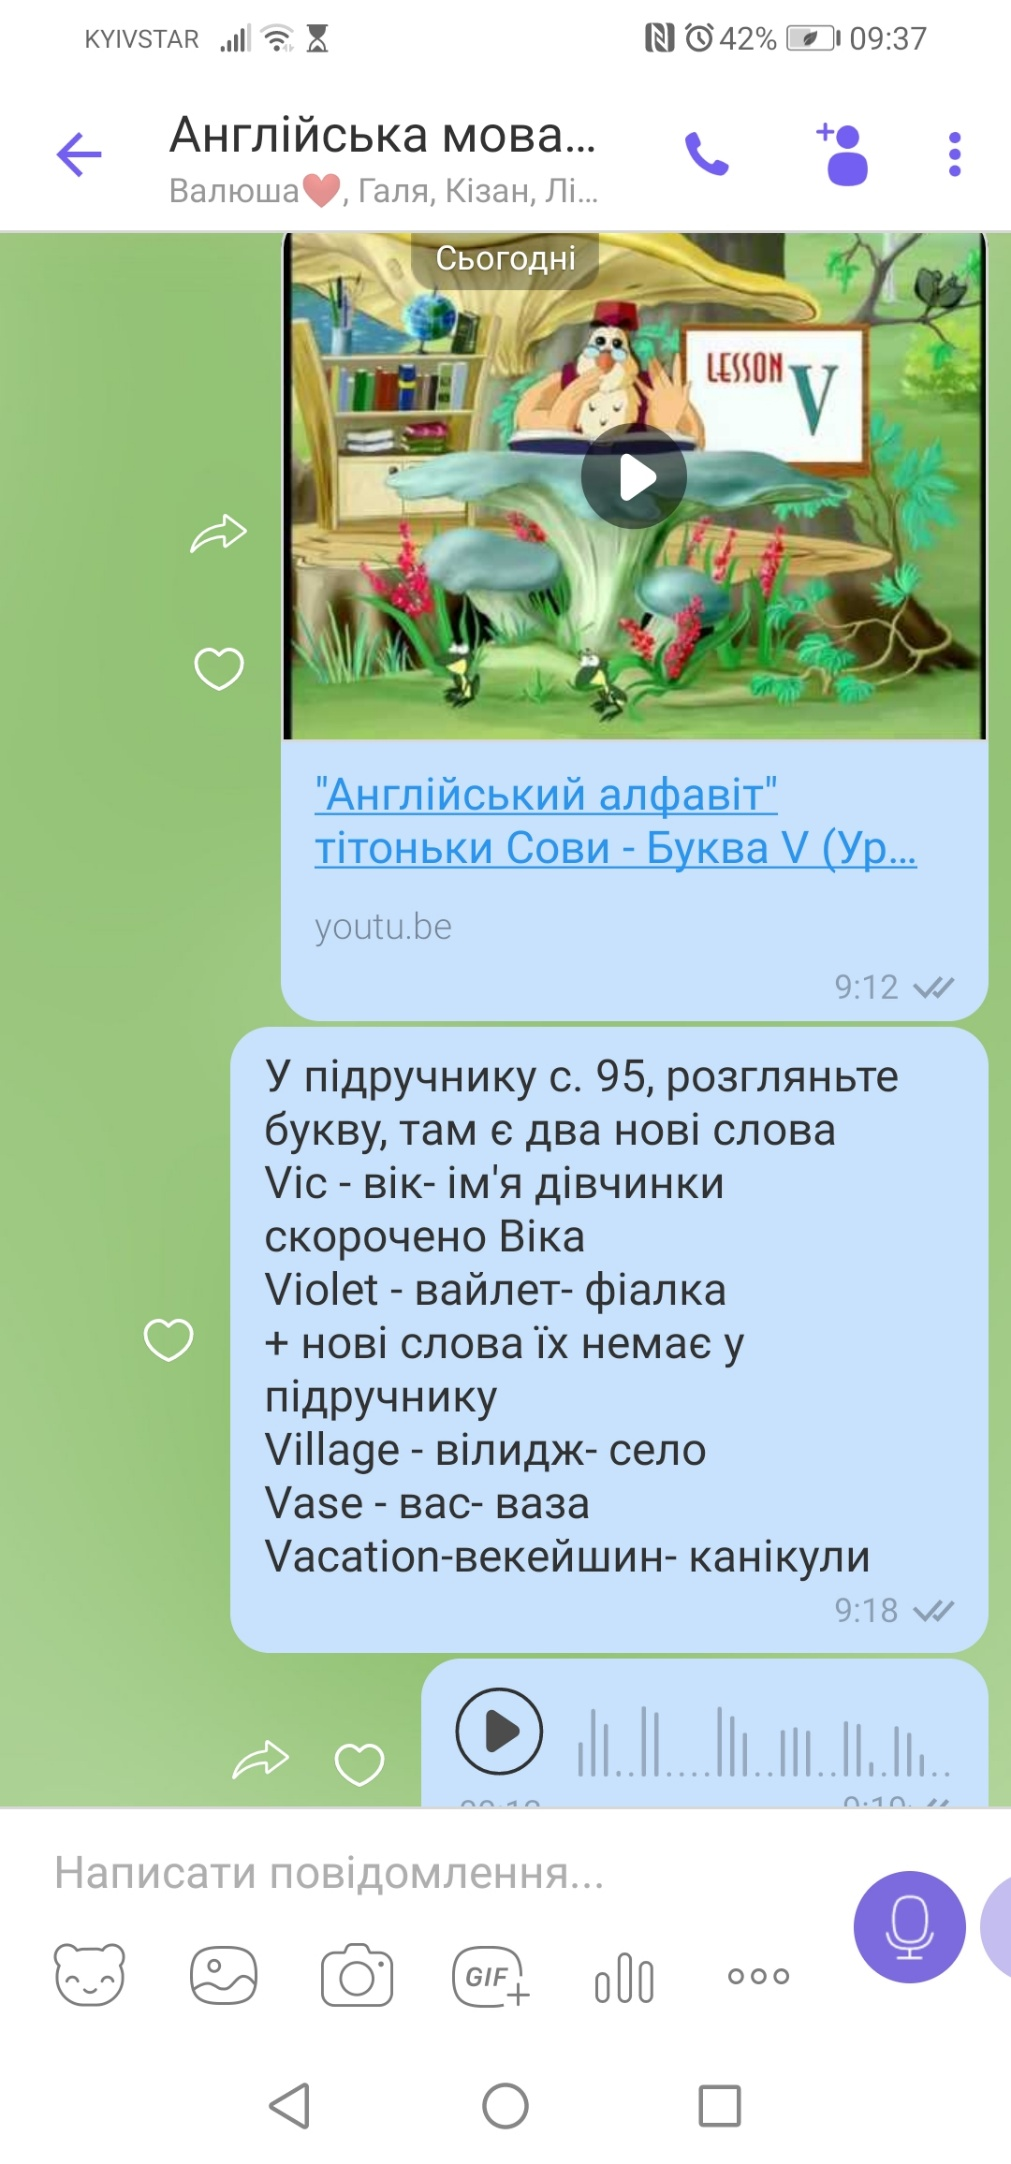 KYIVSTAR 42% 09:37
Англійська мова...
Валюша❤️, Галя, Кізан, Лі...
Сьогодні
LESSON V
"Англійський алфавіт"
тітоньки Сови - Буква V (Ур...
youtu.be
9:12
У підручнику с. 95, розгляньте
букву, там є два нові слова
Vic - вік- ім'я дівчинки
скорочено Віка
Violet - вайлет- фіалка
+ нові слова їх немає у
підручнику
Village - вілидж- село
Vase - вас- ваза
Vacation-векейшин- канікули
9:18
Написати повідомлення...
GIF